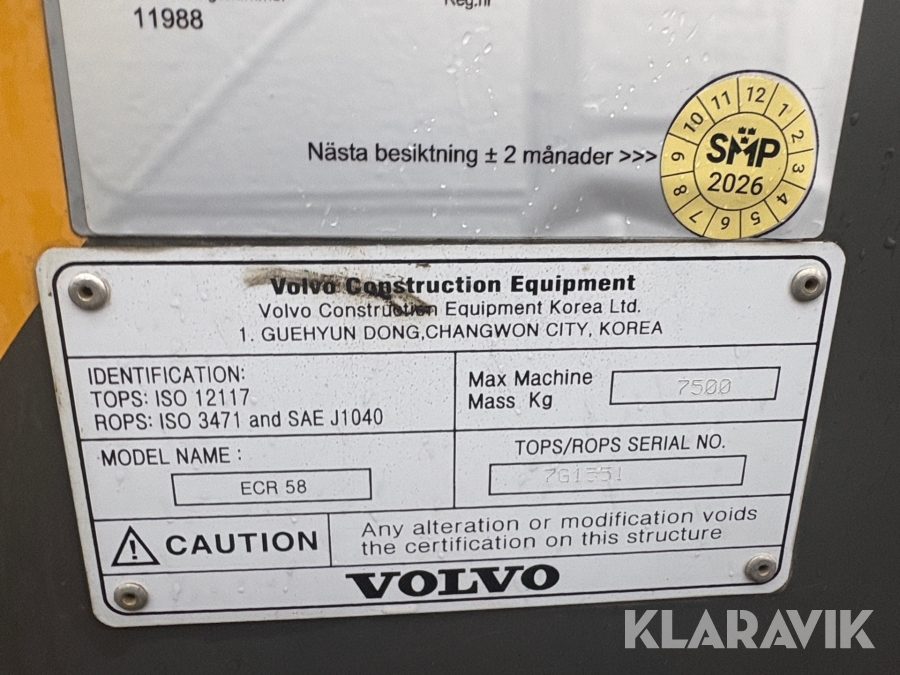 Reg.nr
11988
Nästa besiktning ± 2 månader >>>
10 11 12 1 2 3 4 5 6 7 8 9
SMP
2026
Volvo Construction Equipment
Volvo Construction Equipment Korea Ltd.
1. GUEHYUN DONG,CHANGWON CITY, KOREA
IDENTIFICATION:
TOPS: ISO 12117
ROPS: ISO 3471 and SAE J1040
Max Machine
Mass Kg
7500
MODEL NAME :
ECR 58
TOPS/ROPS SERIAL NO.
7G1551
CAUTION
Any alteration or modification voids
the certification on this structure
VOLVO
KLARAVIK